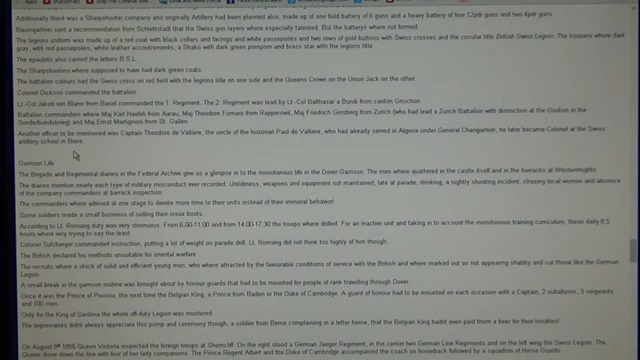 Additionally there was a Sharpshooter company and originally Artillery had been planned also, made up of one field battery of 6 guns and a heavy battery of four 12pdr guns and two 4pdr guns
Baumgartner sent a recommendation from Schlettstadt that the Swiss gun layers where especially talented. But the batterys where not formed.
The legions uniform was made up of a red coat with black collars and facings and white passepoiles and two rows of gold buttons with Swiss crosses and the circular title British Swiss Legion. The trousers where dark
gray, with red passepoiles, white leather accoutrements, a Shako with dark green pompom and brass star with the legions title.
The epaulets also carried the letters B.S.L.
The Sharpshooters where supposed to have had dark green coats.
The battalion colours had the Swiss cross on red field with the legions title on one side and the Queens Crown on the Union Jack on the other.
Colonel Dickson commanded the battalion.
Lt.-Col Jakob von Blarer from Basel commanded the 1. Regiment. The 2. Regiment was lead by Lt.-Col Balthasar a Bundi from canton
Battalion commanders where Maj Karl from Aarau, Maj Theodore from Rapperswil, Maj Friedrich Ginsberg from Zurich (who had lead a Zurich Battalion with distinction at the in the
Sonderbundskrieg) and Maj Ernst Martignoni from St. Gallen.
Another officer to be mentioned was Captain Theodore de Valliere, the uncle of the historian Paul de Valliere, who had already served in Algeria under General Changarnier, he later became Colonel at the Swiss
artillery school in Biere.
Garrison Life
The Brigade and Regimental diaries in the Federal Archive give us a glimpse in to the monotonous life in the Dover Garrison. The men where quartered in the castle itself and in the barracks at
The diaries mention nearly each type of military misconduct ever recorded. Untidiness, weapons and equipment not maintained, late at parade, drinking, a nightly shooting incident, chasing local women and absence
of the company commanders at barrack inspection.
The commanders where advised at one stage to devote more time to their units instead of their immoral behavior!
Some soldiers made a small business of selling their issue boots.
According to Lt. Romang duty was very strenuous. From 6.00-11.00 and from 14.00-17.30 the troops where drilled. For an inactive unit and taking in to account the monotonous training curriculum, these daily 8,5
hours where very trying to say the least.
Colonel Sulzberger commanded instruction, putting a lot of weight on parade drill. Lt. Romang did not think too highly of him though.
The British declared his methods unsuitable for oriental warfare.
The recruits where a stock of solid and efficient young men, who where attracted by the favourable conditions of service with the British and where marked out as not appearing shabby and cut throat like the German
Legion.
A small break in the garrison routine was brought about by honour guards that had to be mounted for people of rank travelling through Dover.
Once it was the Prince of Prussia, the next time the Belgian King, a Prince from Baden or the Duke of Cambridge. A guard of honour had to be mounted on each occasion with a Captain, 2 subalterns, 3 sergeants
and 100 men.
Only for the King of Sardinia the whole off-duty Legion was mustered.
The legionnaires didnt always appreciate this pomp and ceremony though, a soldier from Berne complaining in a letter home, that the Belgian King hadnt even paid them a beer for their troubles!
On August 9th 1855 Queen Victoria inspected the foreign troops at Shorncliff. On the right stood a German Jaeger Regiment, in the center two German Line Regiments and on the left wing the Swiss Legion. The
Queen drove down the line with four of her lady companions. The Prince Regent Albert and the Duke of Cambridge accompanied the coach on horseback followed by a squadron of Horse Guards